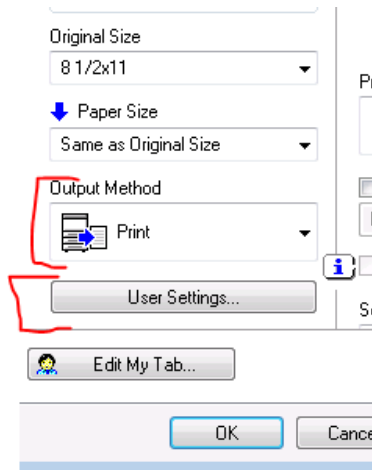 Original Size
8 1/2x11
Paper Size
Same as Original Size
Output Method
Print
User Settings...
Edit My Tab...
OK